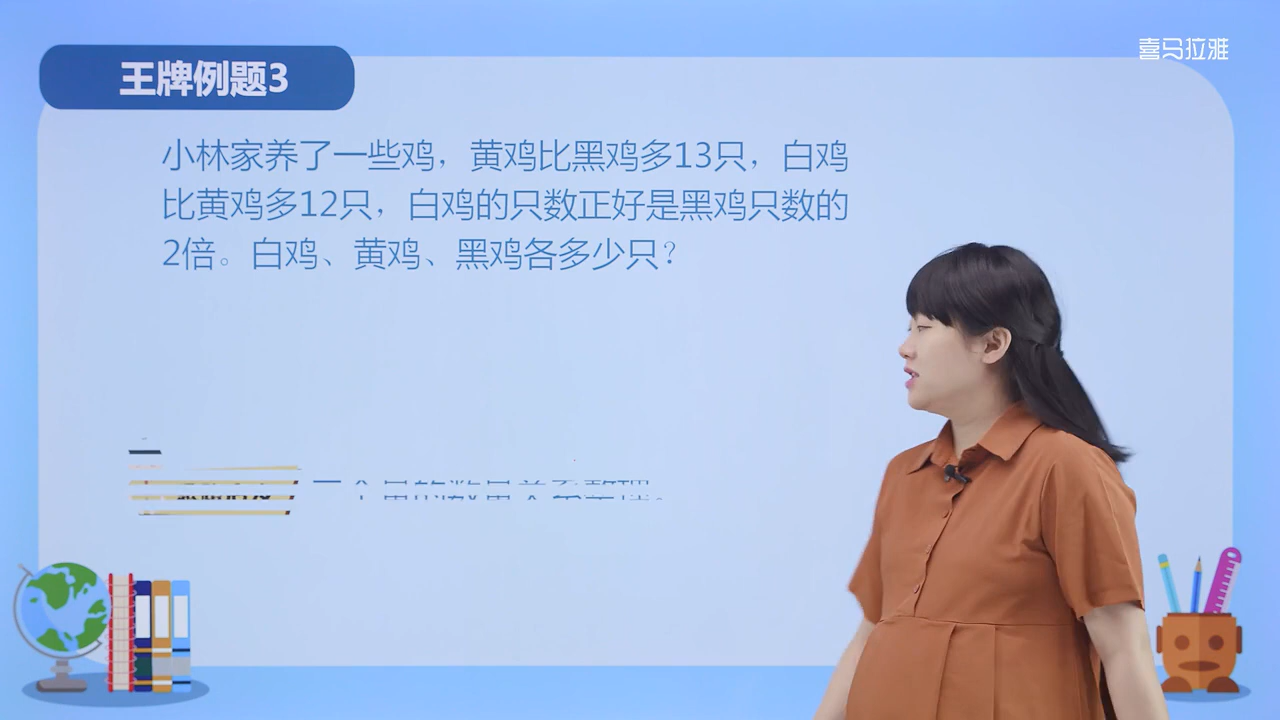 喜马拉雅
王牌例题3
小林家养了一些鸡，黄鸡比黑鸡多13只，白鸡
比黄鸡多12只，白鸡的只数正好是黑鸡只数的
2倍。白鸡、黄鸡、黑鸡各多少只？